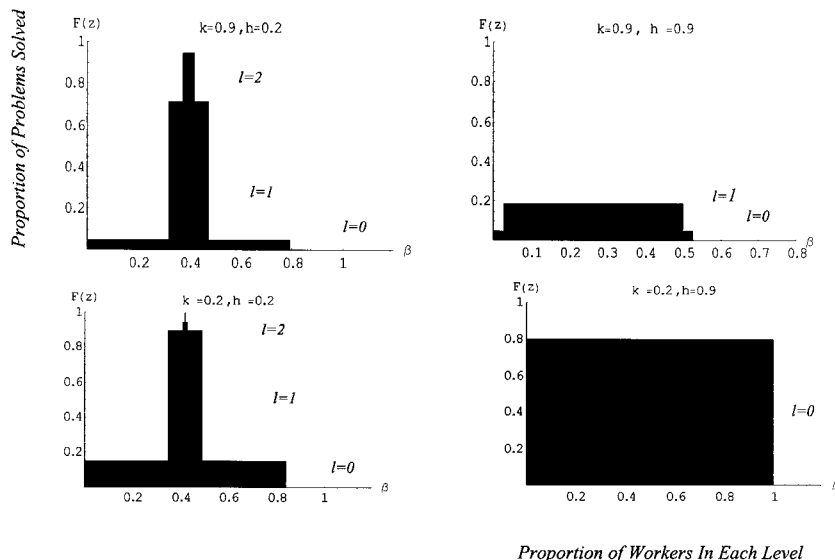 Proportion of Problems Solved
F(z)
k=0.9,h=0.2
1
0.8
0.6
0.4
0.2
l=2
l=1
l=0
0.2 0.4 0.6 0.8 1 β
F(z)
k=0.9, h =0.9
1
0.8
0.6
0.4
0.2
l=1
l=0
0.1 0.2 0.3 0.4 0.5 0.6 0.7 0.8 β
F(z)
k =0.2,h=0.2
1
0.8
0.6
0.4
0.2
l=2
l=1
l=0
0.2 0.4 0.6 0.8 1 β
F(z)
k =0.2,h=0.9
1
0.8
0.6
0.4
0.2
l=0
0.2 0.4 0.6 0.8 1 β
Proportion of Workers In Each Level